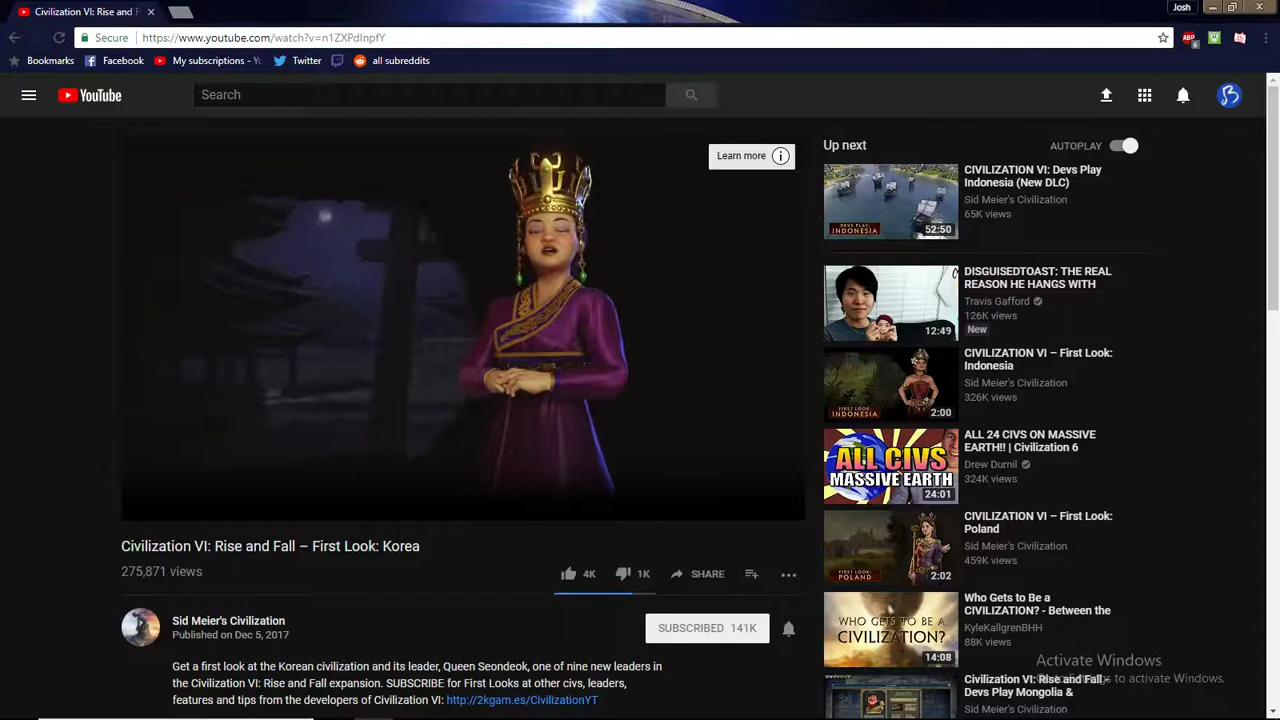 Civilization VI: Rise and F
Josh
Secure
https://www.youtube.com/watch?v=n1ZXPdInpfY
ABP
6
Bookmarks
Facebook
My subscriptions - Yo
Twitter
all subreddits
YouTube
Search
Learn more
Up next
AUTOPLAY
CIVILIZATION VI: Devs Play
Indonesia (New DLC)
Sid Meier's Civilization
65K views
DEVS PLAY:
INDONESIA
52:50
DISGUISEDTOAST: THE REAL
REASON HE HANGS WITH
Travis Gafford
126K views
New
12:49
CIVILIZATION VI – First Look:
Indonesia
Sid Meier's Civilization
326K views
FIRST LOOK:
INDONESIA
2:00
ALL 24 CIVS ON MASSIVE
EARTH!! | Civilization 6
Drew Durnil
324K views
ALL CIVS
MASSIVE EARTH
24:01
CIVILIZATION VI – First Look:
Poland
Sid Meier's Civilization
459K views
FIRST LOOK:
POLAND
2:02
Who Gets to Be a
CIVILIZATION? - Between the
KyleKallgrenBHH
88K views
WHO GETS TO BE A
CIVILIZATION?
14:08
Civilization VI: Rise and Fall -
Devs Play Mongolia &
Sid Meier's Civilization
Civilization VI: Rise and Fall – First Look: Korea
275,871 views
4K
1K
SHARE
Sid Meier's Civilization
Published on Dec 5, 2017
SUBSCRIBED 141K
Get a first look at the Korean civilization and its leader, Queen Seondeok, one of nine new leaders in
the Civilization VI: Rise and Fall expansion. SUBSCRIBE for First Looks at other civs, leaders,
features and tips from the developers of Civilization VI: http://2kgam.es/CivilizationYT
Activate Windows
to activate Windows.